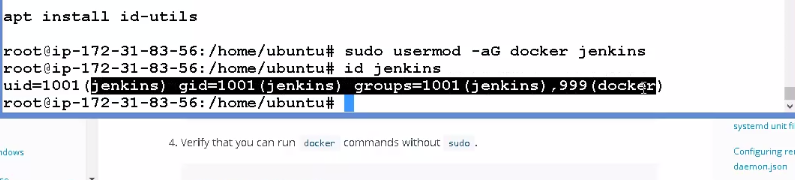 apt install id-utils
root@ip-172-31-83-56:/home/ubuntu# sudo usermod -aG docker jenkins
root@ip-172-31-83-56:/home/ubuntu# id jenkins
uid=1001(jenkins) gid=1001(jenkins) groups=1001(jenkins),999(docker)
root@ip-172-31-83-56:/home/ubuntu#
systemd unit fi
4. Verify that you can run docker commands without sudo .
ndows
Configuring re
daemon.json